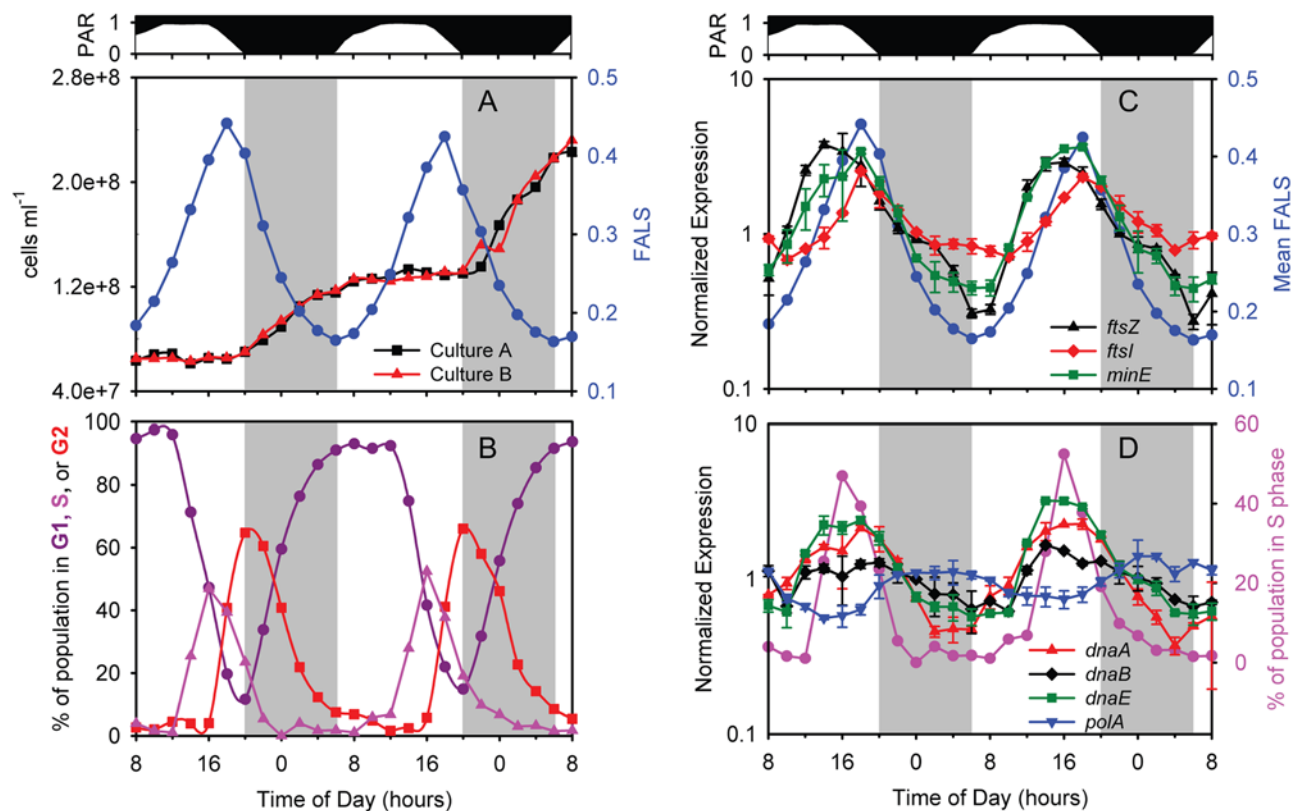 PAR
1
0
2.8e+8
2.0e+8
1.2e+8
4.0e+7
cells ml-1
A
0.5
0.4
0.3
0.2
0.1
FALS
Culture A
Culture B
100
80
60
40
20
0
% of population in G1, S, or G2
B
8 16 0 8 16 0 8
Time of Day (hours)
PAR
1
0
10
1
0.1
Normalized Expression
C
0.5
0.4
0.3
0.2
0.1
Mean FALS
ftsZ
ftsI
minE
10
1
0.1
Normalized Expression
D
60
40
20
0
% of population in S phase
dnaA
dnaB
dnaE
polA
8 16 0 8 16 0 8
Time of Day (hours)